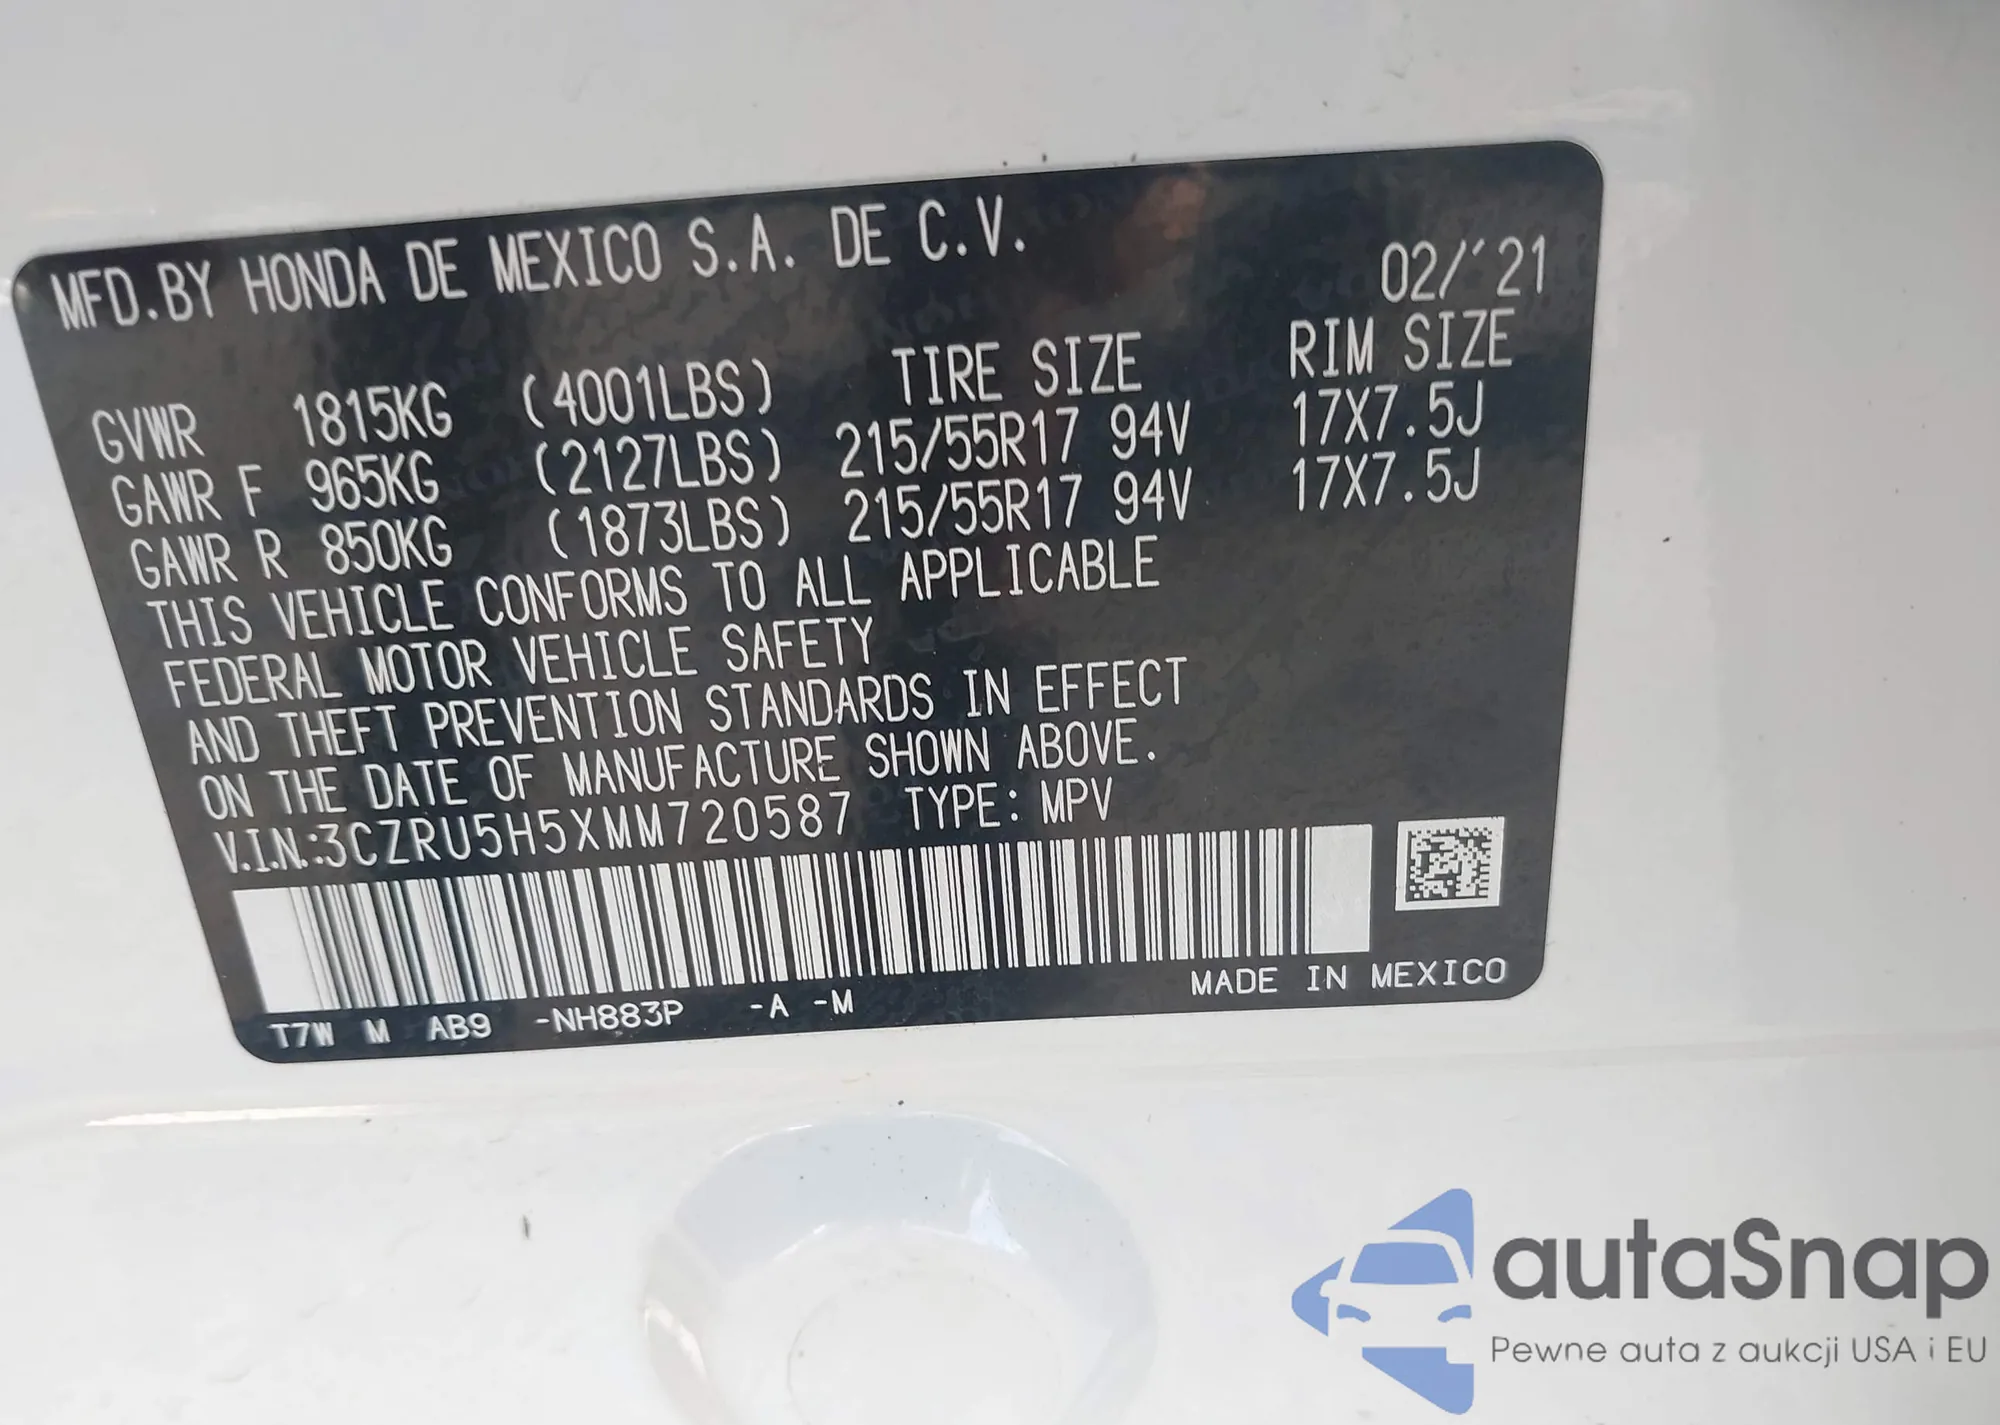 MFD.BY HONDA DE MEXICO S.A. DE C.V.
02/´21
TIRE SIZE RIM SIZE
GVWR 1815KG (4001LBS)
GAWR F 965KG (2127LBS) 215/55R17 94V 17X7.5J
GAWR R 850KG (1873LBS) 215/55R17 94V 17X7.5J
THIS VEHICLE CONFORMS TO ALL APPLICABLE
FEDERAL MOTOR VEHICLE SAFETY
AND THEFT PREVENTION STANDARDS IN EFFECT
ON THE DATE OF MANUFACTURE SHOWN ABOVE.
V.I.N.:3CZRU5H5XMM720587 TYPE: MPV
T7W M AB9 -NH883P -A -M
MADE IN MEXICO
autaSnap
Pewne auta z aukcji USA i EU